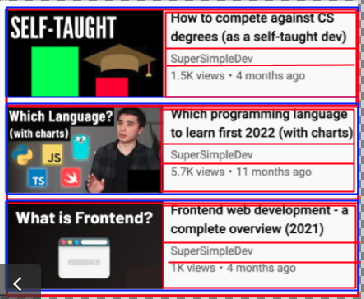 SELF-TAUGHT
How to compete against CS
degrees (as a self-taught dev)
SuperSimpleDev
1.5K views • 4 months ago
Which Language?
(with charts)
JS
TS
Which programming language
to learn first 2022 (with charts)
SuperSimpleDev
5.7K views • 11 months ago
What is Frontend?
Frontend web development - a
complete overview (2021)
SuperSimpleDev
1K views • 4 months ago